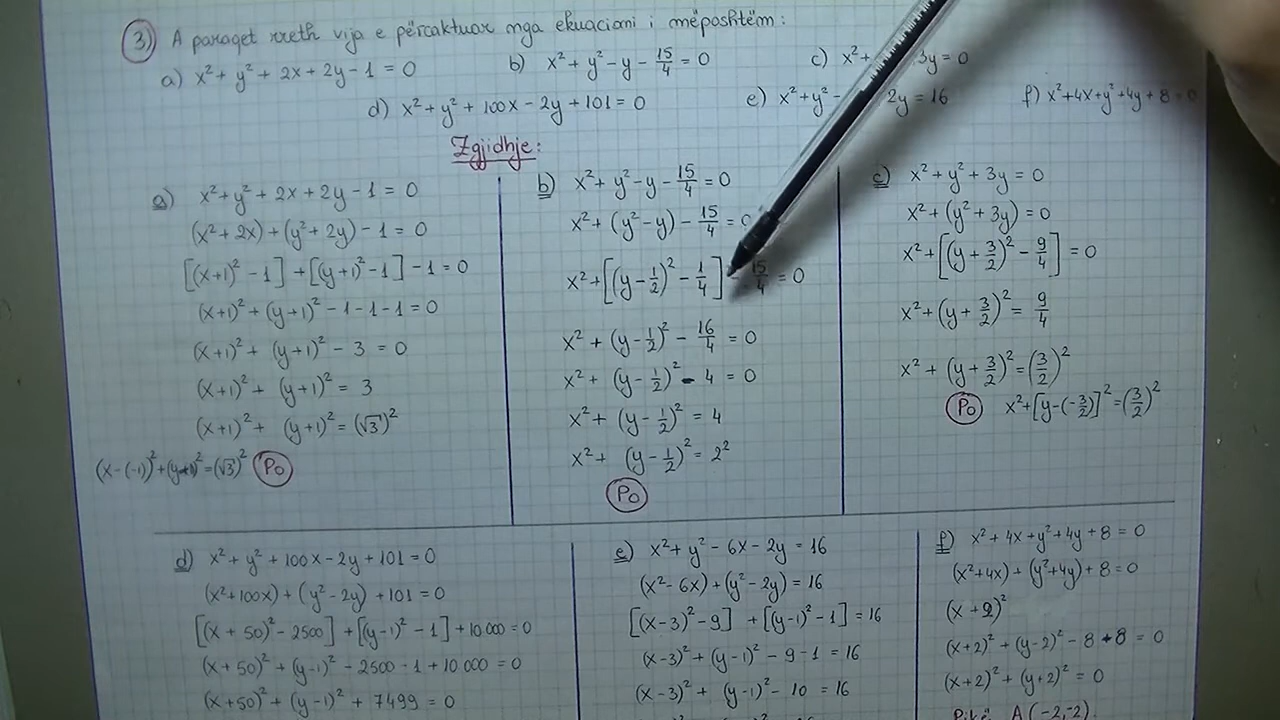 3) A paraqet rreth vija e përcaktuar nga ekuacioni i mëposhtëm:
a) x² + y² + 2x + 2y - 1 = 0
b) x² + y² - y - 15/4 = 0
c) x² + 3y = 0
d) x² + y² + 100x - 2y + 101 = 0
e) x² + y² - 2y = 16
f) x² + 4x + y² + 4y + 8 = 0
Zgjidhje:
a) x² + y² + 2x + 2y - 1 = 0
(x² + 2x) + (y² + 2y) - 1 = 0
[(x+1)² - 1] + [(y+1)² - 1] - 1 = 0
(x+1)² + (y+1)² - 1 - 1 - 1 = 0
(x+1)² + (y+1)² - 3 = 0
(x+1)² + (y+1)² = 3
(x+1)² + (y+1)² = (√3)²
(x-(-1))² + (y+1)² = (√3)² Po
b) x² + y² - y - 15/4 = 0
x² + (y² - y) - 15/4 = 0
x² + [(y - 1/2)² - 1/4] - 15/4 = 0
x² + (y - 1/2)² - 16/4 = 0
x² + (y - 1/2)² - 4 = 0
x² + (y - 1/2)² = 4
x² + (y - 1/2)² = 2²
Po
c) x² + y² + 3y = 0
x² + (y² + 3y) = 0
x² + [(y + 3/2)² - 9/4] = 0
x² + (y + 3/2)² = 9/4
x² + (y + 3/2)² = (3/2)²
Po x² + [y - (-3/2)]² = (3/2)²
d) x² + y² + 100x - 2y + 101 = 0
(x² + 100x) + (y² - 2y) + 101 = 0
[(x + 50)² - 2500] + [(y-1)² - 1] + 10.000 = 0
(x+50)² + (y-1)² - 2500 - 1 + 10.000 = 0
(x+50)² + (y-1)² + 7499 = 0
e) x² + y² - 6x - 2y = 16
(x² - 6x) + (y² - 2y) = 16
[(x-3)² - 9] + [(y-1)² - 1] = 16
(x-3)² + (y-1)² - 9 - 1 = 16
(x-3)² + (y-1)² - 10 = 16
f) x² + 4x + y² + 4y + 8 = 0
(x² + 4x) + (y² + 4y) + 8 = 0
(x + 2)²
(x+2)² + (y-2)² - 8 + 8 = 0
(x+2)² + (y+2)² = 0
Pikë A(-2,-2)